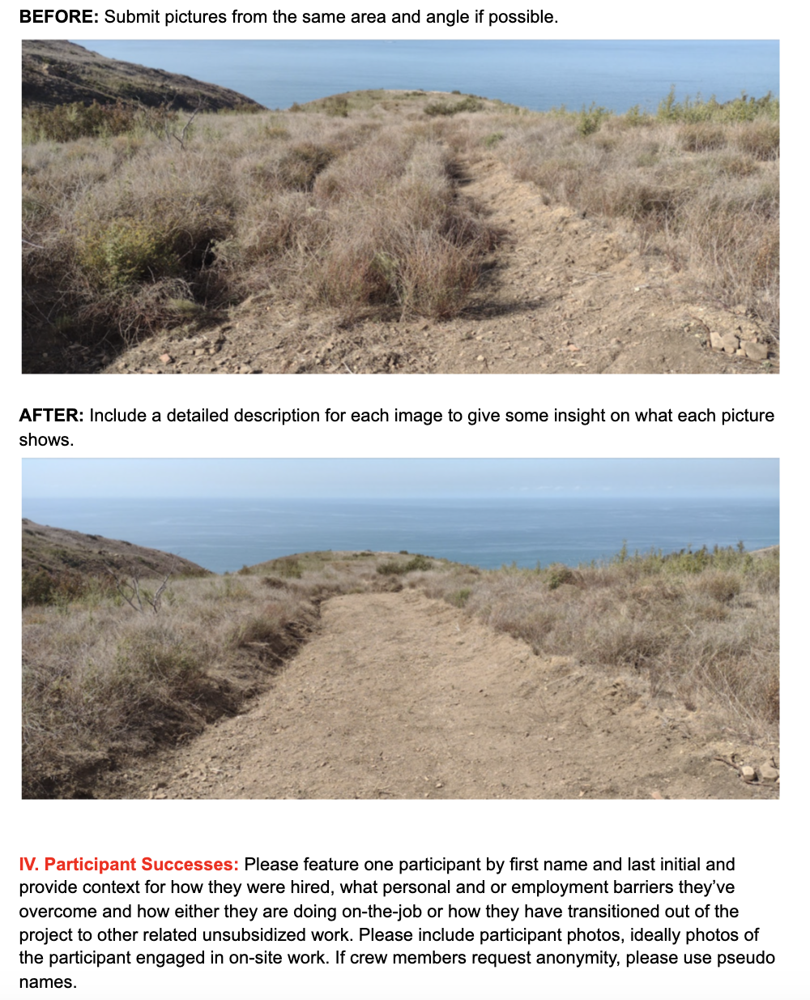 BEFORE: Submit pictures from the same area and angle if possible.
AFTER: Include a detailed description for each image to give some insight on what each picture
shows.
IV. Participant Successes: Please feature one participant by first name and last initial and
provide context for how they were hired, what personal and or employment barriers they’ve
overcome and how either they are doing on-the-job or how they have transitioned out of the
project to other related unsubsidized work. Please include participant photos, ideally photos of
the participant engaged in on-site work. If crew members request anonymity, please use pseudo
names.